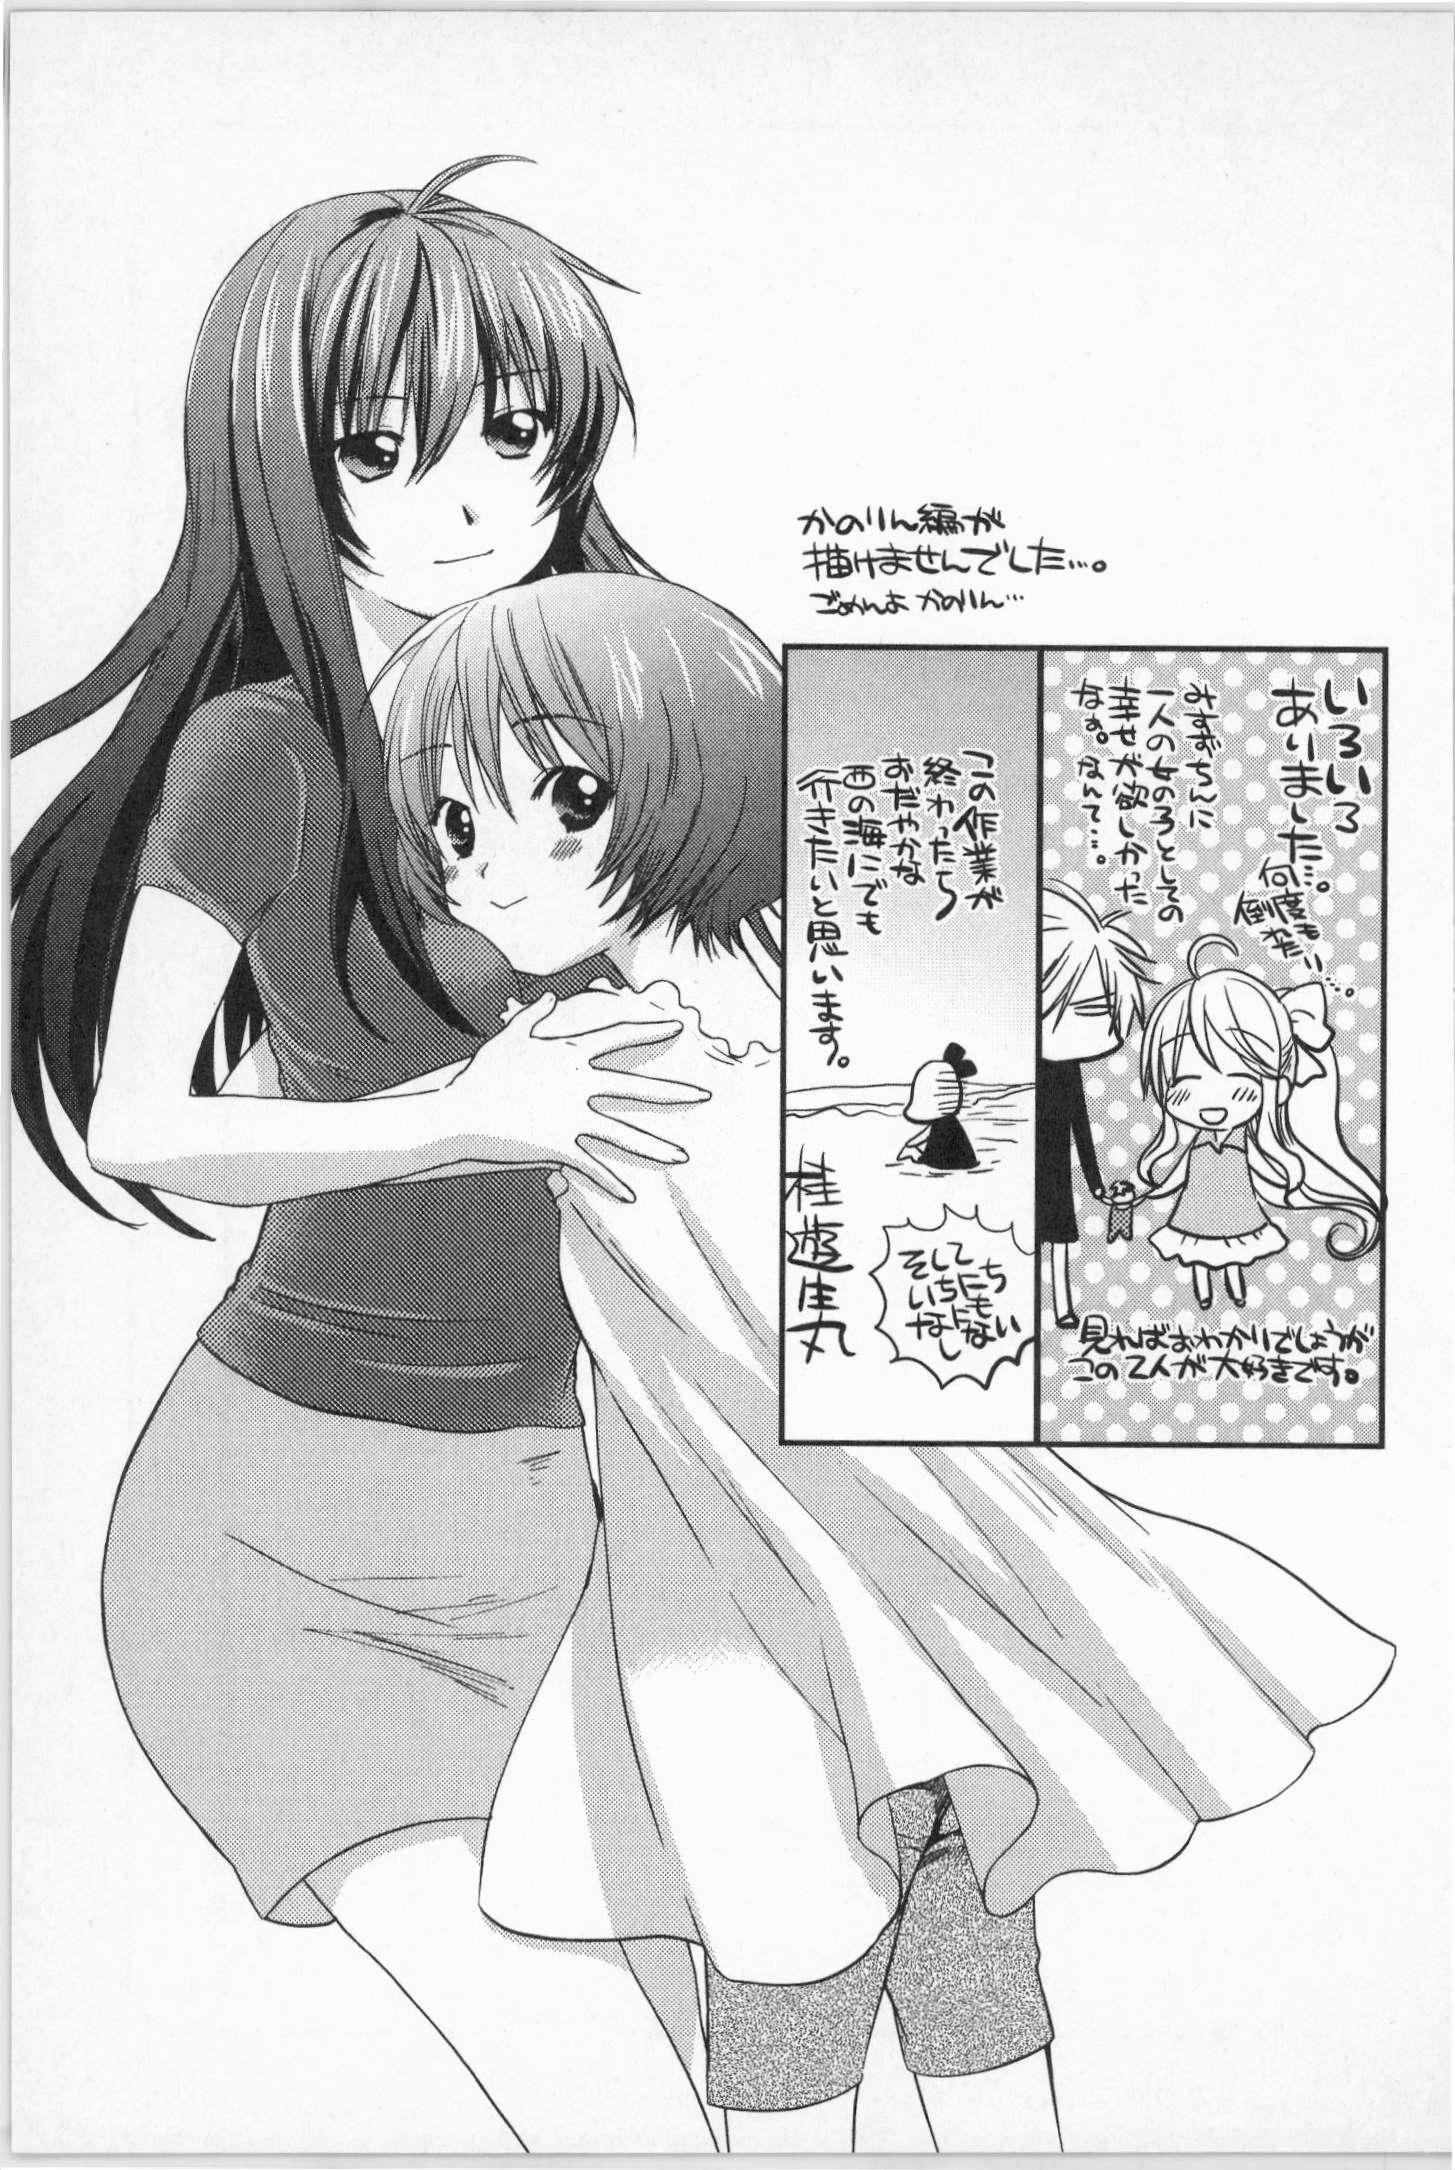 かのりん編が
描けませんでした…。
ごめんよ かのりん…
いろいろ
ありました…。
何度も
倒れたい…。
みすずちんに
一人の女の子としての
幸せが欲しかった
なぁ。なんて…。
見ればおわかりでしょうが
この2人が大好きです。
この作業が
終わったら
おだやかな
西の海にでも
行きたいと思います。
そして
いちにち
なにもない
桂遊生丸